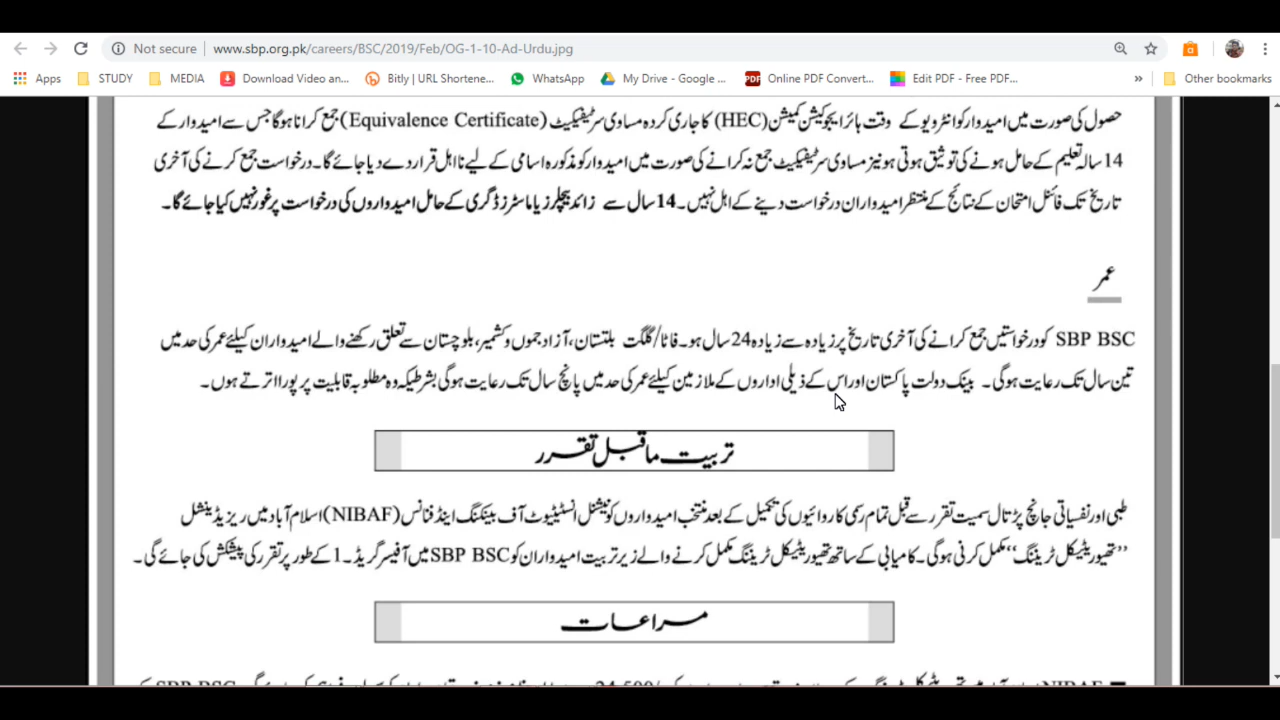 Not secure | www.sbp.org.pk/careers/BSC/2019/Feb/OG-1-10-Ad-Urdu.jpg
Apps STUDY MEDIA Download Video an... Bitly | URL Shortene... WhatsApp My Drive - Google ... Online PDF Convert... Edit PDF - Free PDF... » Other bookmarks
حصول کی صورت میں امیدوار کو انٹرویو کے وقت ہائر ایجوکیشن کمیشن (HEC) کا جاری کردہ مساوی سرٹیفکیٹ (Equivalence Certificate) جمع کرانا ہوگا جس سے امیدوار کے
14 سالہ تعلیم کے حامل ہونے کی توثیق ہوتی ہو نیز مساوی سرٹیفکیٹ جمع نہ کرانے کی صورت میں امیدوار کو مذکورہ اسامی کے لیے نااہل قرار دے دیا جائے گا۔ درخواست جمع کرنے کی آخری
تاریخ تک فائنل امتحان کے نتائج کے منتظر امیدواران درخواست دینے کے اہل نہیں۔ 14 سال سے زائد بیچلرز یا ماسٹرز ڈگری کے حامل امیدواروں کی درخواست پر غور نہیں کیا جائے گا۔
عمر
SBP BSC کو درخواستیں جمع کرانے کی آخری تاریخ پر زیادہ سے زیادہ 24 سال ہو۔ فاٹا/گلگت بلتستان، آزاد جموں و کشمیر، بلوچستان سے تعلق رکھنے والے امیدواران کیلئے عمر کی حد میں
تین سال تک رعایت ہوگی۔ بینک دولت پاکستان اور اس کے ذیلی اداروں کے ملازمین کیلئے عمر کی حد میں پانچ سال تک رعایت ہوگی بشرطیکہ وہ مطلوبہ قابلیت پر پورا اترتے ہوں۔
تربیت ماقبل تقرر
طبی اور نفسیاتی جانچ پڑتال سمیت تقرر سے قبل تمام رسمی کاروائیوں کی تکمیل کے بعد منتخب امیدواروں کو نیشنل انسٹیٹیوٹ آف بینکنگ اینڈ فنانس (NIBAF) اسلام آباد میں ریزیڈینشل
”تھیوریٹیکل ٹریننگ“ مکمل کرنی ہوگی۔ کامیابی کے ساتھ تھیوریٹیکل ٹریننگ مکمل کرنے والے زیر تربیت امیدواران کو SBP BSC میں آفیسر گریڈ۔1 کے طور پر تقرر کی پیشکش کی جائے گی۔
مراعات